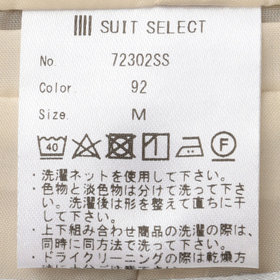 SUIT SELECT
No. 72302SS
Color 92
Size M
40
F
・洗濯ネットを使用して下さい。
・色物と淡色物は分けて洗って下さい。洗濯後は形を整えて直ちに干して下さい。
・上下組み合わせ商品の洗濯の際は、同時に同方法で洗って下さい。
・ドライクリーニングの際は乾燥方